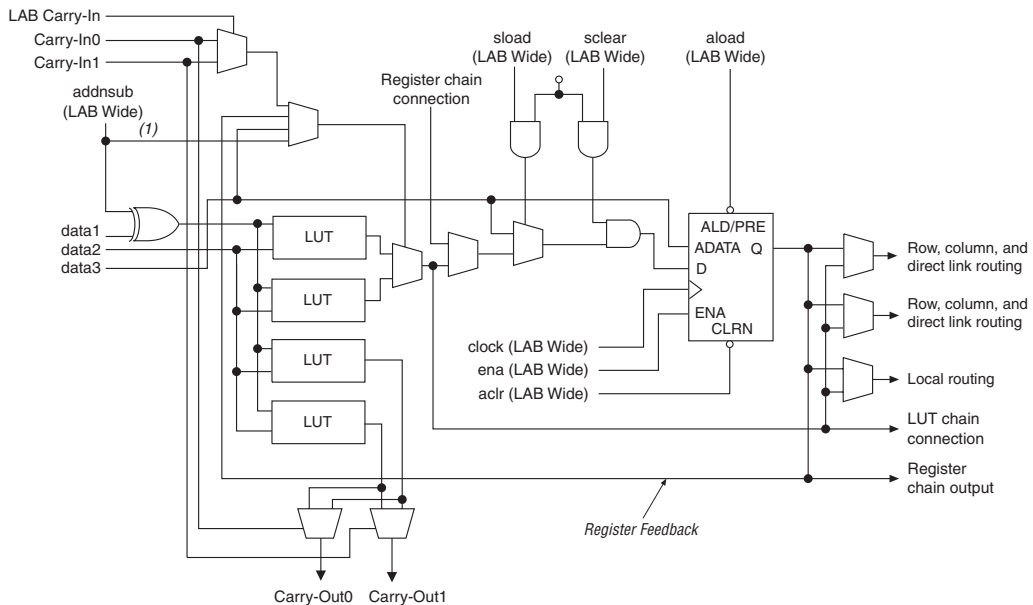 LAB Carry-In
Carry-In0
Carry-In1
addnsub
(LAB Wide)
(1)
Register chain
connection
sload
(LAB Wide)
sclear
(LAB Wide)
aload
(LAB Wide)
data1
data2
data3
LUT
LUT
LUT
LUT
ALD/PRE
ADATA
Q
D
ENA
CLRN
clock (LAB Wide)
ena (LAB Wide)
aclr (LAB Wide)
Row, column, and
direct link routing
Row, column, and
direct link routing
Local routing
LUT chain
connection
Register
chain output
Register Feedback
Carry-Out0
Carry-Out1